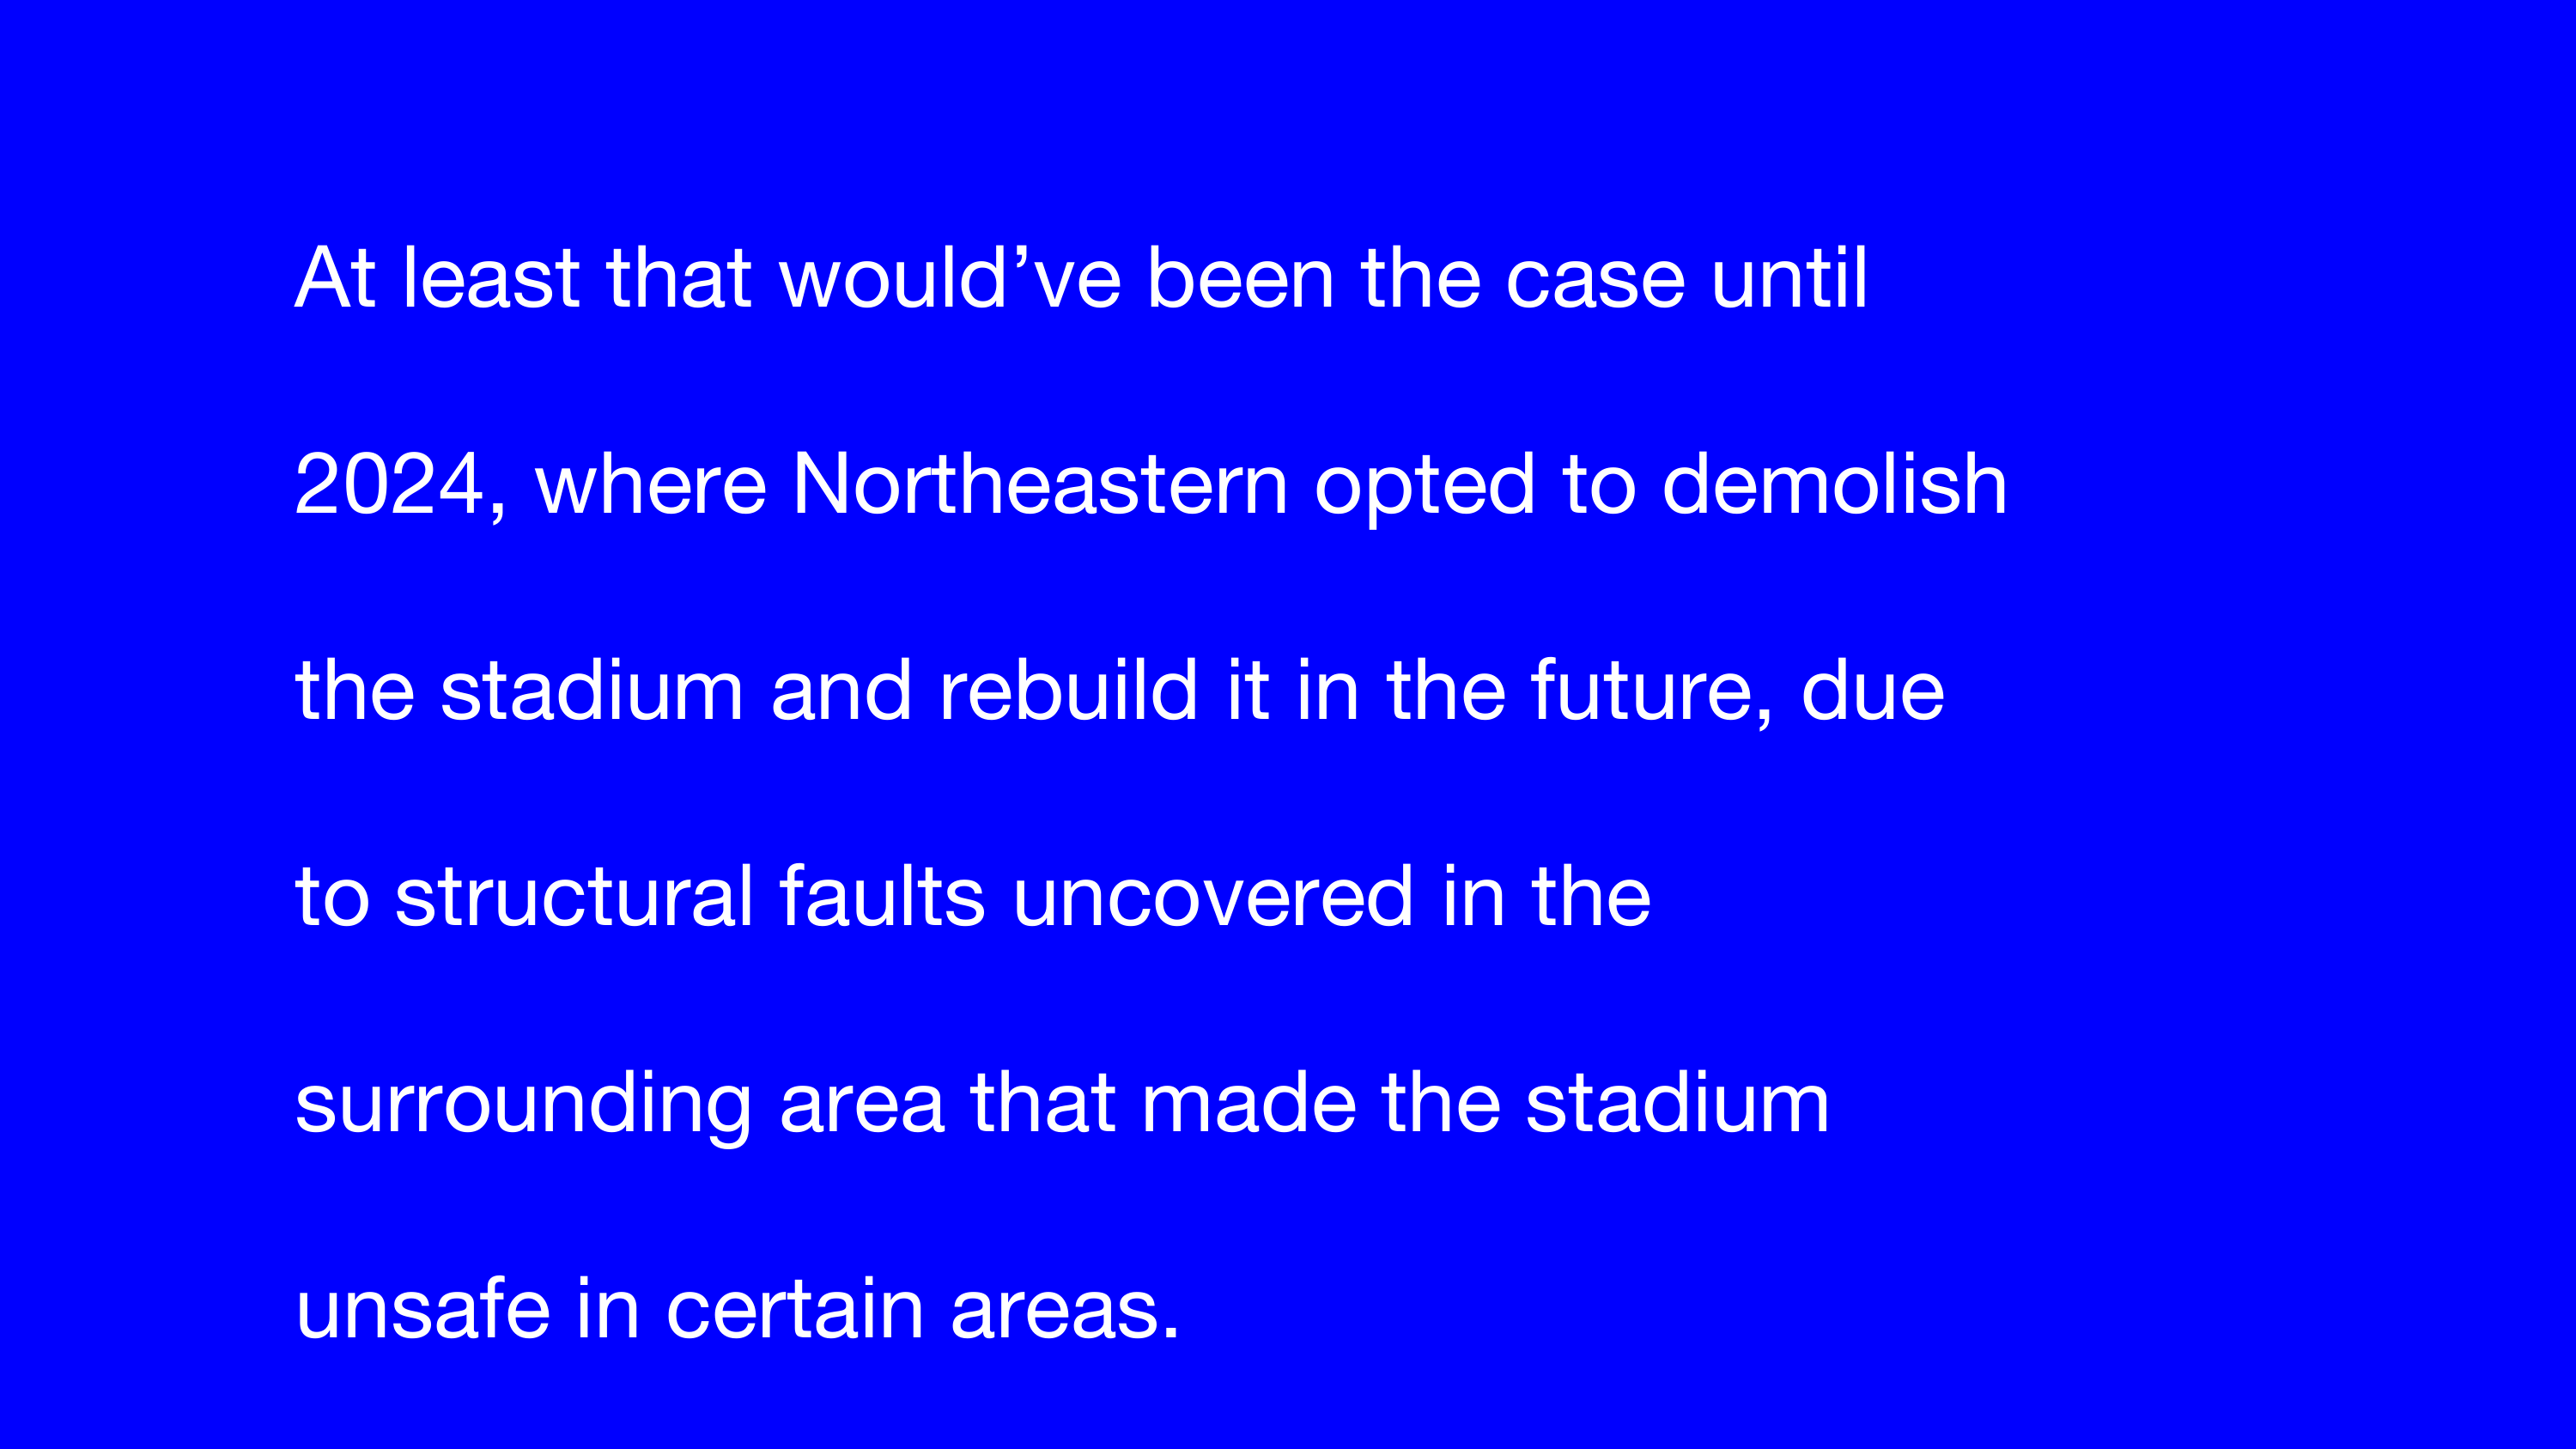 At least that would’ve been the case until
2024, where Northeastern opted to demolish
the stadium and rebuild it in the future, due
to structural faults uncovered in the
surrounding area that made the stadium
unsafe in certain areas.